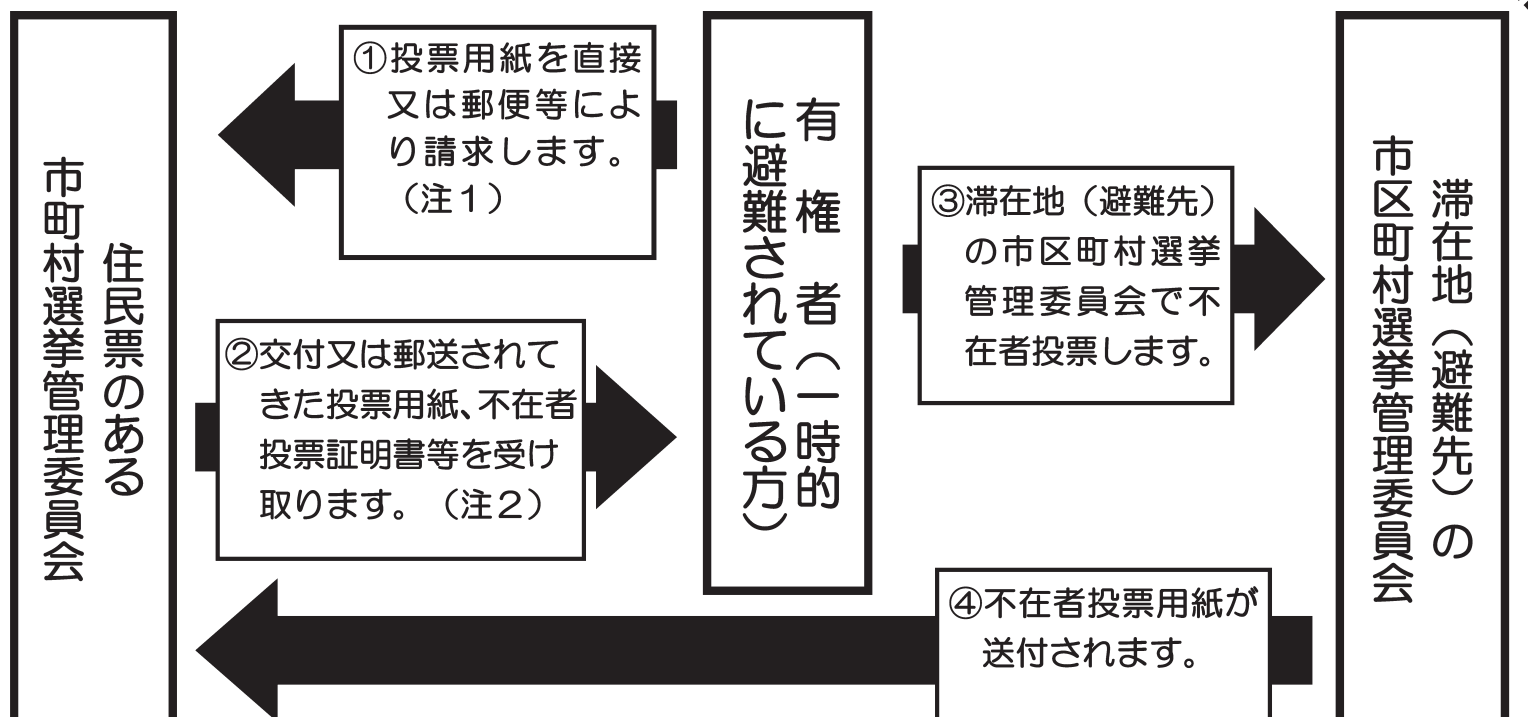 住民票のある
市町村選挙管理委員会
①投票用紙を直接
又は郵便等によ
り請求します。
（注１）
②交付又は郵送されて
きた投票用紙、不在者
投票証明書等を受け
取ります。（注２）
有権者（一時的
に避難されている方）
③滞在地（避難先）
の市区町村選挙
管理委員会で不
在者投票します。
④不在者投票用紙が
送付されます。
滞在地（避難先）の
市区町村選挙管理委員会